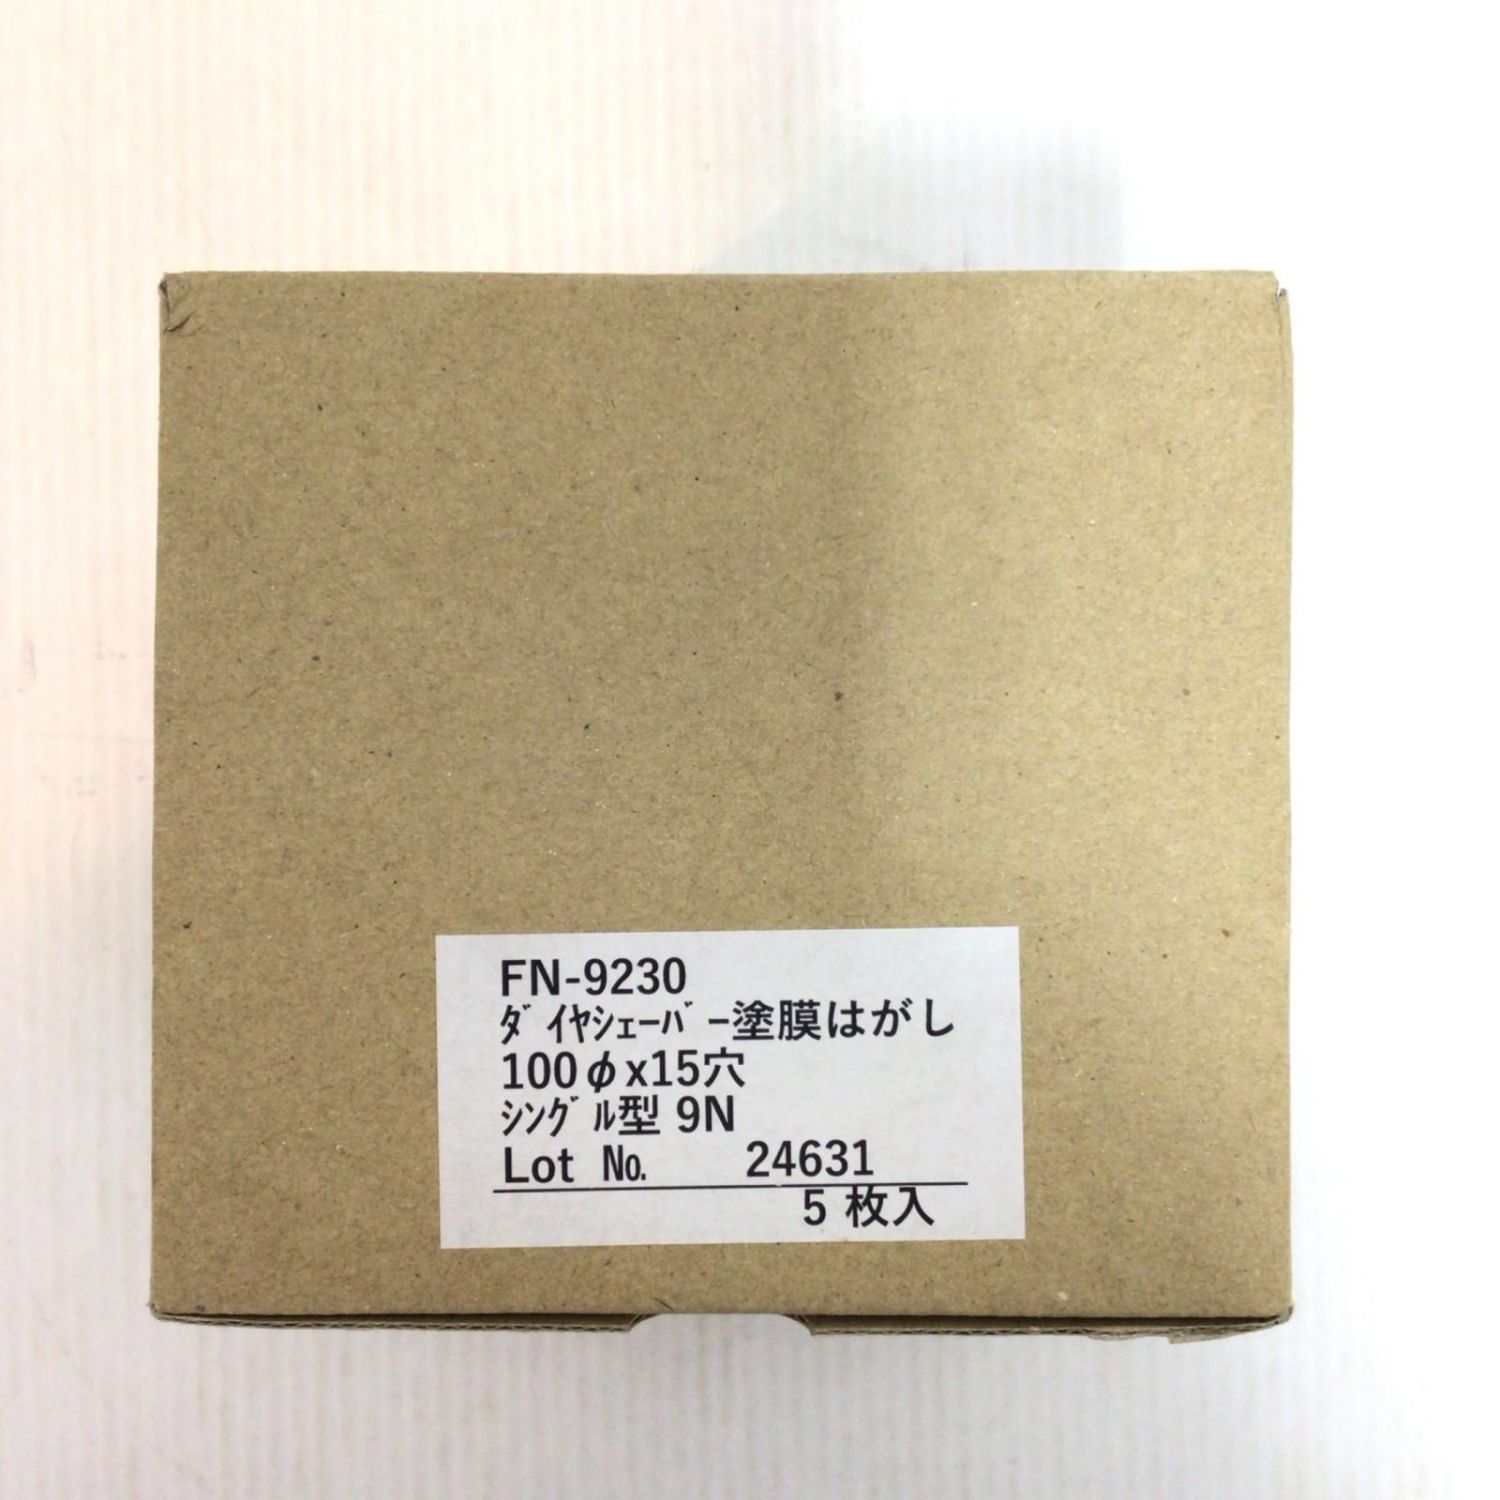 FN-9230
ﾀﾞｲﾔｼｪｰﾊﾞｰ塗膜はがし
100φx15穴
ｼﾝｸﾞﾙ型 9N
Lot №. 24631
5 枚入